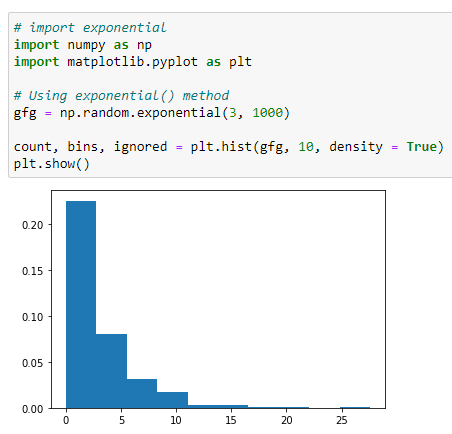 # import exponential
import numpy as np
import matplotlib.pyplot as plt
# Using exponential() method
gfg = np.random.exponential(3, 1000)
count, bins, ignored = plt.hist(gfg, 10, density = True)
plt.show()
0.20
0.15
0.10
0.05
0.00
0 5 10 15 20 25